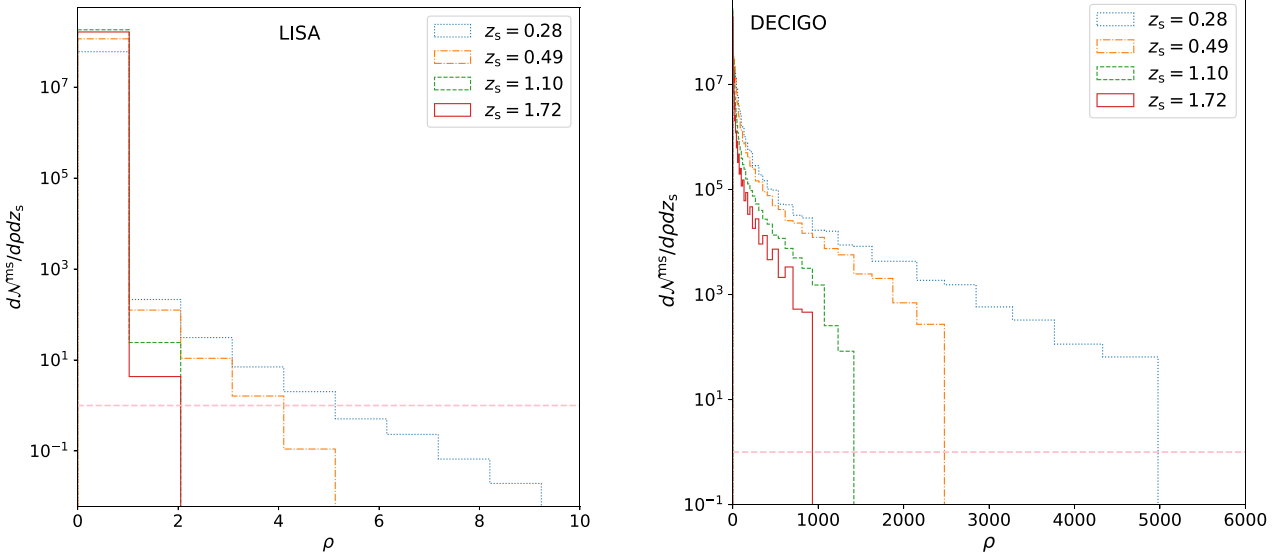 LISA
z_s = 0.28
z_s = 0.49
z_s = 1.10
z_s = 1.72
10^7
10^5
10^3
10^1
10^−1
d𝒩^rms/dρdz_s
0 2 4 6 8 10
ρ
DECIGO
z_s = 0.28
z_s = 0.49
z_s = 1.10
z_s = 1.72
10^7
10^5
10^3
10^1
10^−1
d𝒩^rms/dρdz_s
0 1000 2000 3000 4000 5000 6000
ρ